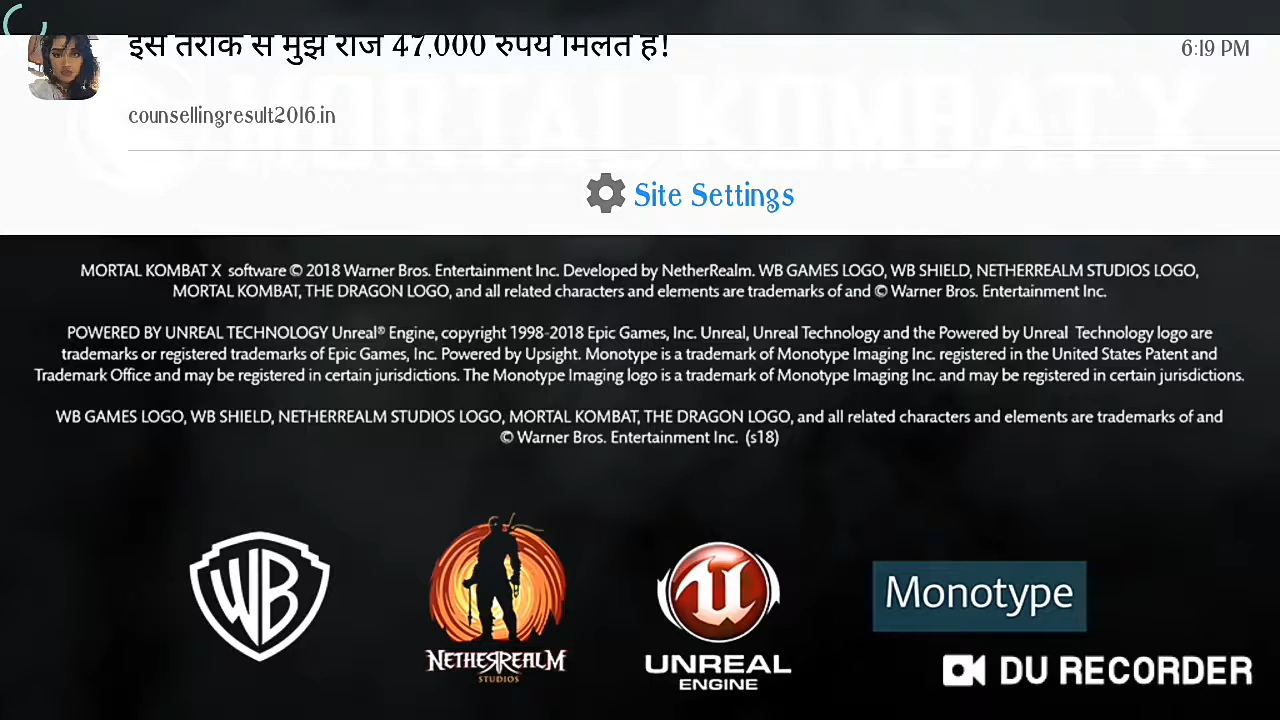 इस तरीके से मुझे रोज 47,000 रुपये मिलते हैं!
6:19 PM
counsellingresult2016.in
MORTAL KOMBAT X
Site Settings
MORTAL KOMBAT X software © 2018 Warner Bros. Entertainment Inc. Developed by NetherRealm. WB GAMES LOGO, WB SHIELD, NETHERREALM STUDIOS LOGO,
MORTAL KOMBAT, THE DRAGON LOGO, and all related characters and elements are trademarks of and © Warner Bros. Entertainment Inc.
POWERED BY UNREAL TECHNOLOGY Unreal® Engine, copyright 1998-2018 Epic Games, Inc. Unreal, Unreal Technology and the Powered by Unreal Technology logo are
trademarks or registered trademarks of Epic Games, Inc. Powered by Upsight. Monotype is a trademark of Monotype Imaging Inc. registered in the United States Patent and
Trademark Office and may be registered in certain jurisdictions. The Monotype Imaging logo is a trademark of Monotype Imaging Inc. and may be registered in certain jurisdictions.
WB GAMES LOGO, WB SHIELD, NETHERREALM STUDIOS LOGO, MORTAL KOMBAT, THE DRAGON LOGO, and all related characters and elements are trademarks of and
© Warner Bros. Entertainment Inc. (s18)
WB
NETHERREALM
STUDIOS
UNREAL
ENGINE
Monotype
DU RECORDER